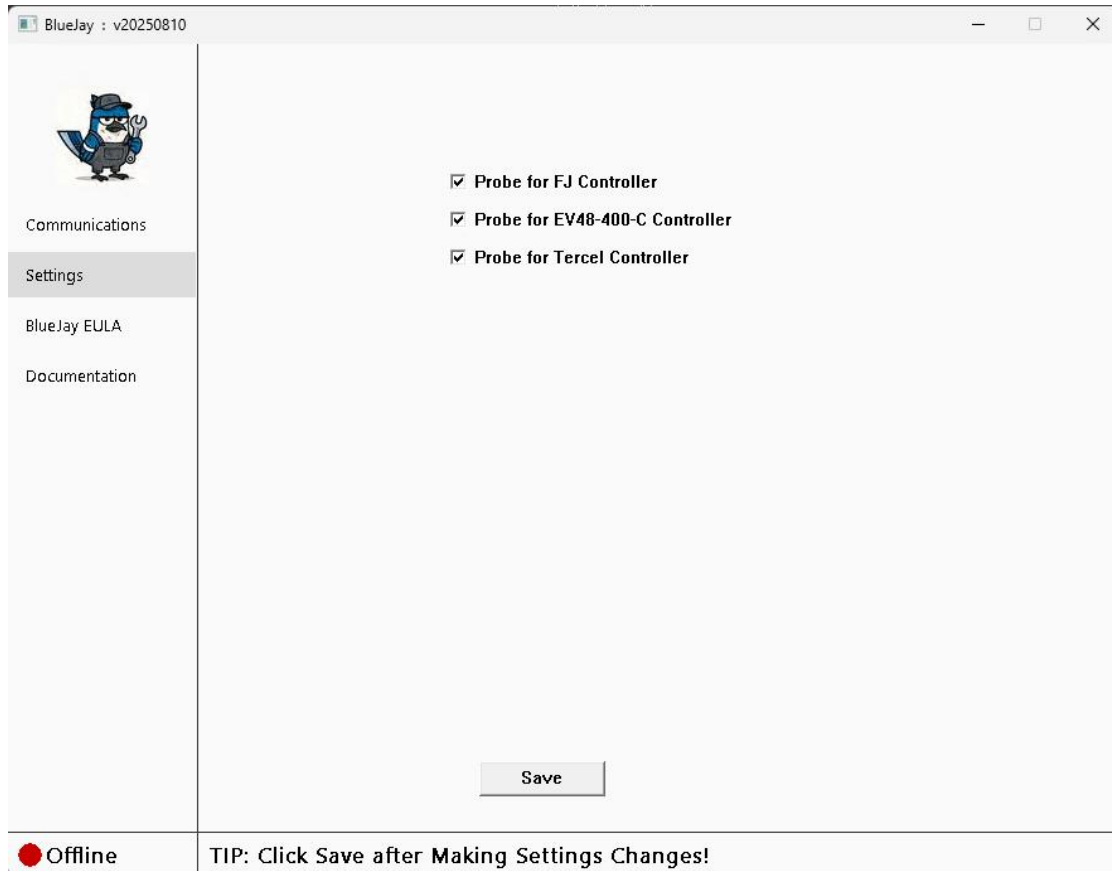 BlueJay : v20250810
Communications
Settings
BlueJay EULA
Documentation
Probe for FJ Controller
Probe for EV48-400-C Controller
Probe for Tercel Controller
Save
Offline
TIP: Click Save after Making Settings Changes!